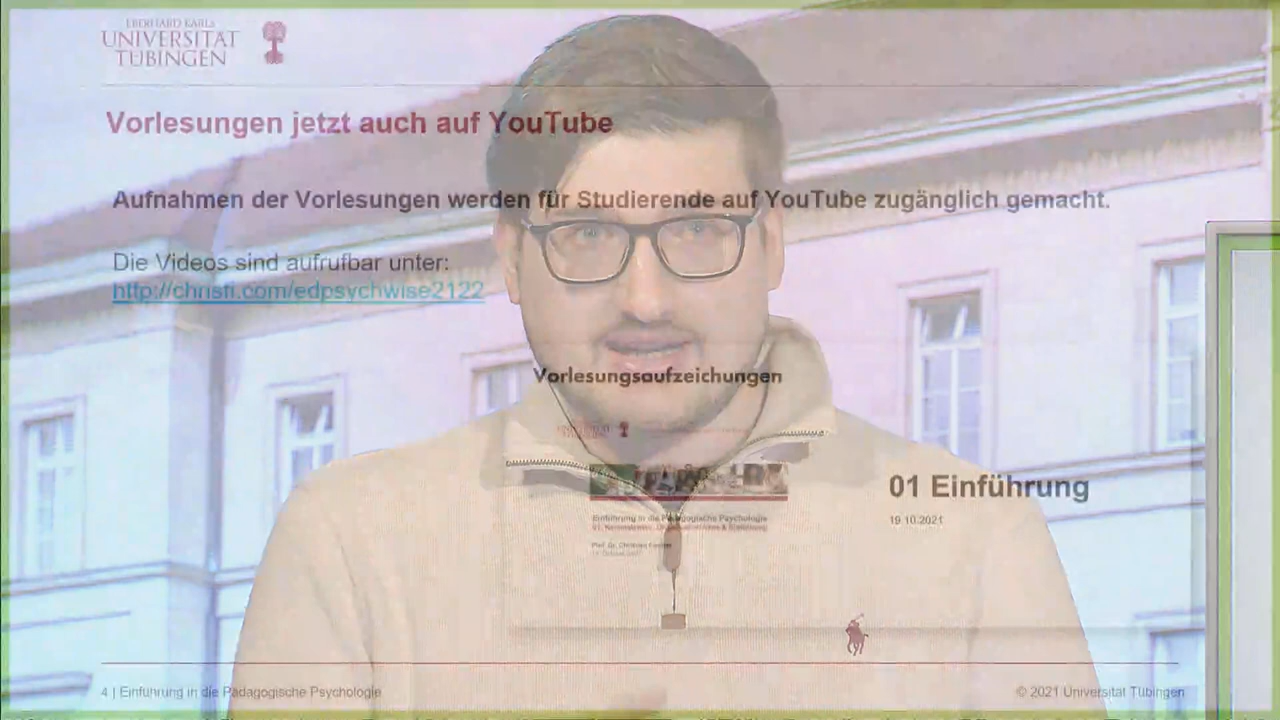 EBERHARD KARLS
UNIVERSITÄT
TÜBINGEN
Vorlesungen jetzt auch auf YouTube
Aufnahmen der Vorlesungen werden für Studierende auf YouTube zugänglich gemacht.
Die Videos sind aufrufbar unter:
http://christi.com/edpsychwise2122
Vorlesungsaufzeichungen
Einführung in die Pädagogische Psychologie
01 Einführung
19.10.2021
4 | Einführung in die Pädagogische Psychologie
© 2021 Universität Tübingen